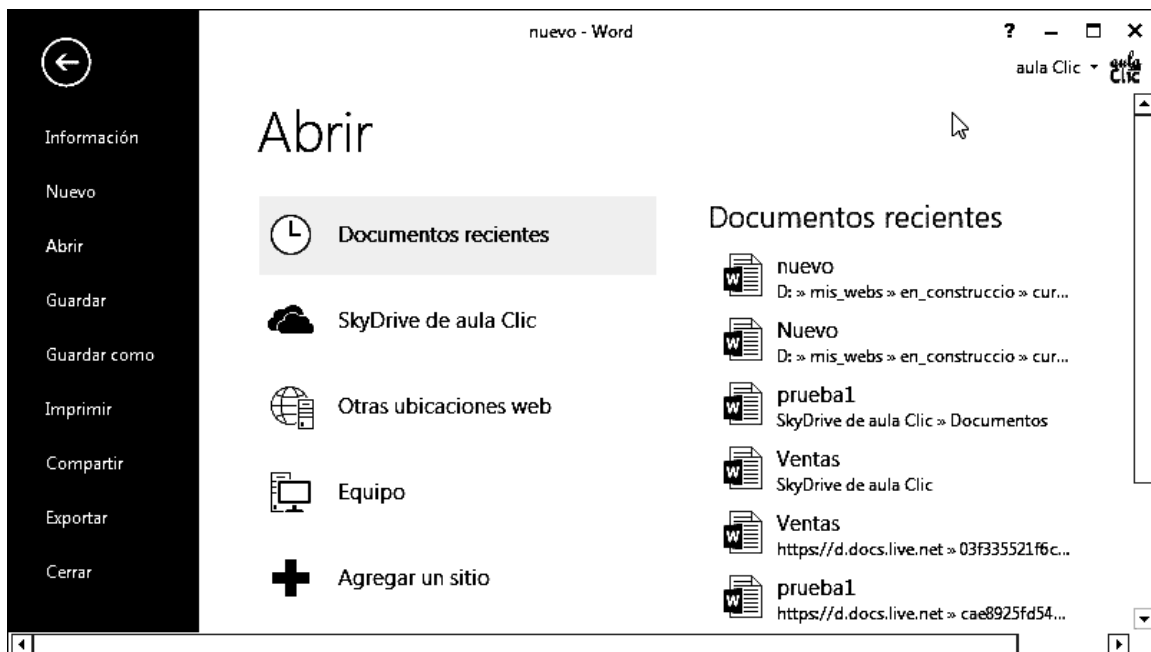 nuevo - Word
?
aula Clic
aula
Clic
Información
Nuevo
Abrir
Guardar
Guardar como
Imprimir
Compartir
Exportar
Cerrar
Abrir
Documentos recientes
SkyDrive de aula Clic
Otras ubicaciones web
Equipo
Agregar un sitio
Documentos recientes
nuevo
D: » mis_webs » en_construccio » cur...
Nuevo
D: » mis_webs » en_construccio » cur...
prueba1
SkyDrive de aula Clic » Documentos
Ventas
SkyDrive de aula Clic
Ventas
https://d.docs.live.net » 03f335521f6c...
prueba1
https://d.docs.live.net » cae8925fd54...